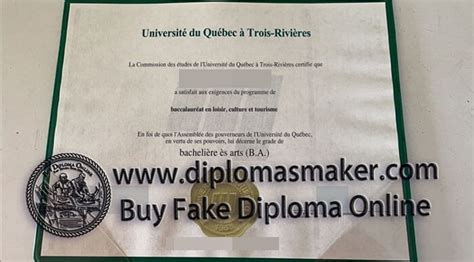 Université du Québec à Trois-Rivières
La Commission des études de l'Université du Québec à Trois-Rivières certifie que
a satisfait aux exigences du programme de
baccalauréat en loisir, culture et tourisme
En foi de quoi l'Assemblée des gouverneurs de l'Université du Québec,
en vertu de ses pouvoirs, lui décerne le grade de
bachelière ès arts (B.A.)
www.diplomasmaker.com
Buy Fake Diploma Online